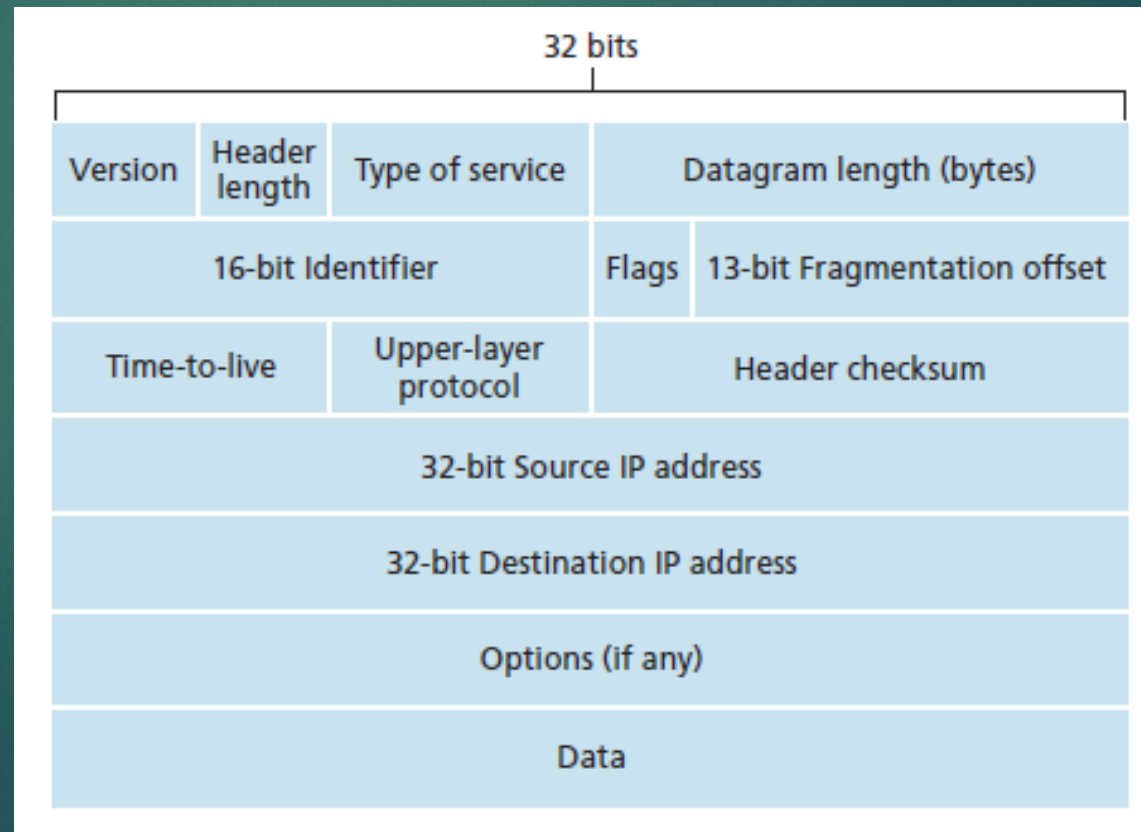 32 bits
Version
Header
length
Type of service
Datagram length (bytes)
16-bit Identifier
Flags
13-bit Fragmentation offset
Time-to-live
Upper-layer
protocol
Header checksum
32-bit Source IP address
32-bit Destination IP address
Options (if any)
Data